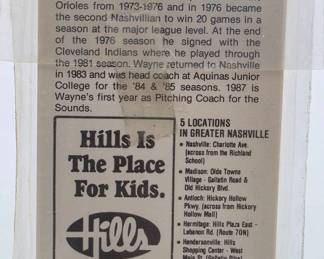 Orioles from 1973-1976 and in 1976 became
the second Nashvillian to win 20 games in a
season at the major league level. At the end
of the 1976 season he signed with the
Cleveland Indians where he played through
the 1981 season. Wayne returned to Nashville
in 1983 and was head coach at Aquinas Junior
College for the '84 & '85 seasons. 1987 is
Wayne's first year as Pitching Coach for the
Sounds.
Hills Is
The Place
For Kids.
Hills
5 LOCATIONS
IN GREATER NASHVILLE
• Nashville: Charlotte Ave.
(across from the Richland
School)
• Madison: Olde Towne
Village - Gallatin Road &
Old Hickory Blvd.
• Antioch: Hickory Hollow
Pkwy. (across from Hickory
Hollow Mall)
• Hermitage: Hills Plaza East -
Lebanon Rd. (Route 70N)
• Hendersonville: Hills
Shopping Center - West